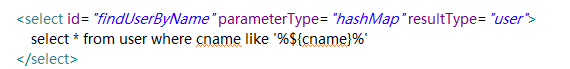 <select id="findUserByName" parameterType="hashMap" resultType="user">
select * from user where cname like '%${cname}%'
</select>